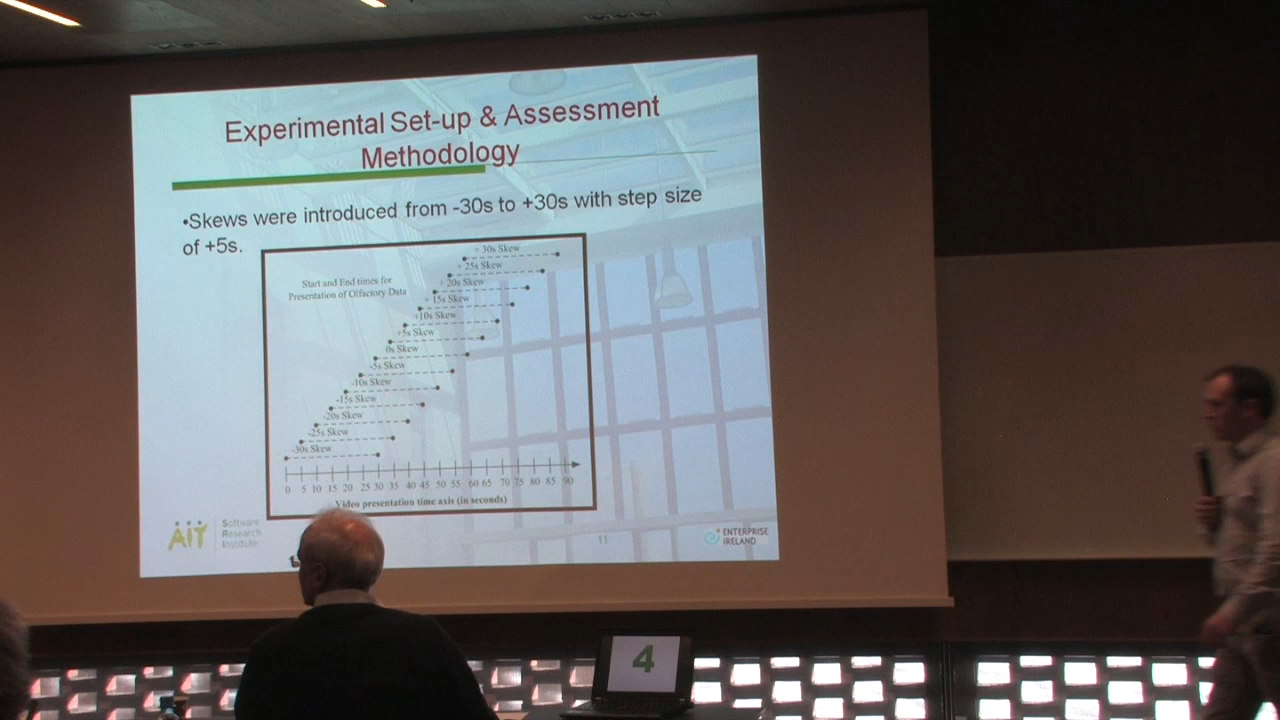 Experimental Set-up & Assessment
Methodology
•Skews were introduced from -30s to +30s with step size
of +5s.
Start and End times for
Presentation of Olfactory Data
+ 30s Skew
+ 25s Skew
+ 20s Skew
+ 15s Skew
+10s Skew
+5s Skew
0s Skew
-5s Skew
-10s Skew
-15s Skew
-20s Skew
-25s Skew
-30s Skew
0 5 10 15 20 25 30 35 40 45 50 55 60 65 70 75 80 85 90
Video presentation time axis (in seconds)
AIT
Software
Research
Institute
11
ENTERPRISE
IRELAND
4